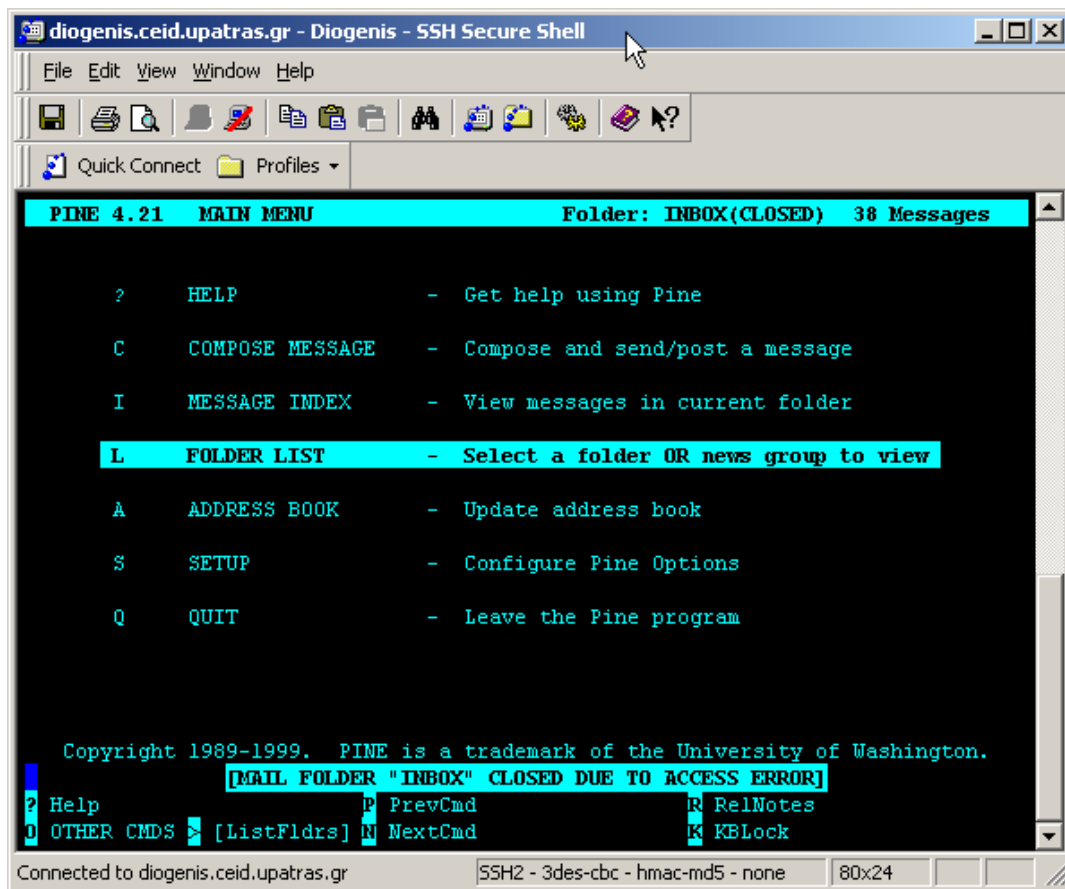 diogenis.ceid.upatras.gr - Diogenis - SSH Secure Shell
File Edit View Window Help
Quick Connect Profiles
PINE 4.21 MAIN MENU Folder: INBOX(CLOSED) 38 Messages
? HELP - Get help using Pine
C COMPOSE MESSAGE - Compose and send/post a message
I MESSAGE INDEX - View messages in current folder
L FOLDER LIST - Select a folder OR news group to view
A ADDRESS BOOK - Update address book
S SETUP - Configure Pine Options
Q QUIT - Leave the Pine program
Copyright 1989-1999. PINE is a trademark of the University of Washington.
[MAIL FOLDER "INBOX" CLOSED DUE TO ACCESS ERROR]
? Help P PrevCmd R RelNotes
O OTHER CMDS > [ListFldrs] N NextCmd K KBLock
Connected to diogenis.ceid.upatras.gr SSH2 - 3des-cbc - hmac-md5 - none 80x24